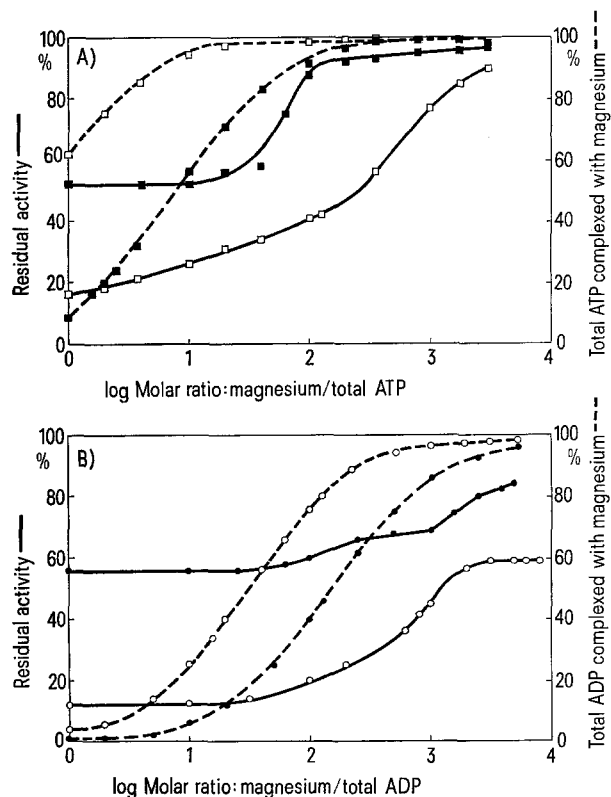 A)
100
%
80
60
40
20
0
Residual activity
100
%
80
60
40
20
0
Total ATP complexed with magnesium
0 1 2 3 4
log Molar ratio: magnesium/total ATP
B)
100
%
80
60
40
20
0
Residual activity
100
%
80
60
40
20
0
Total ADP complexed with magnesium
0 1 2 3 4
log Molar ratio: magnesium/total ADP